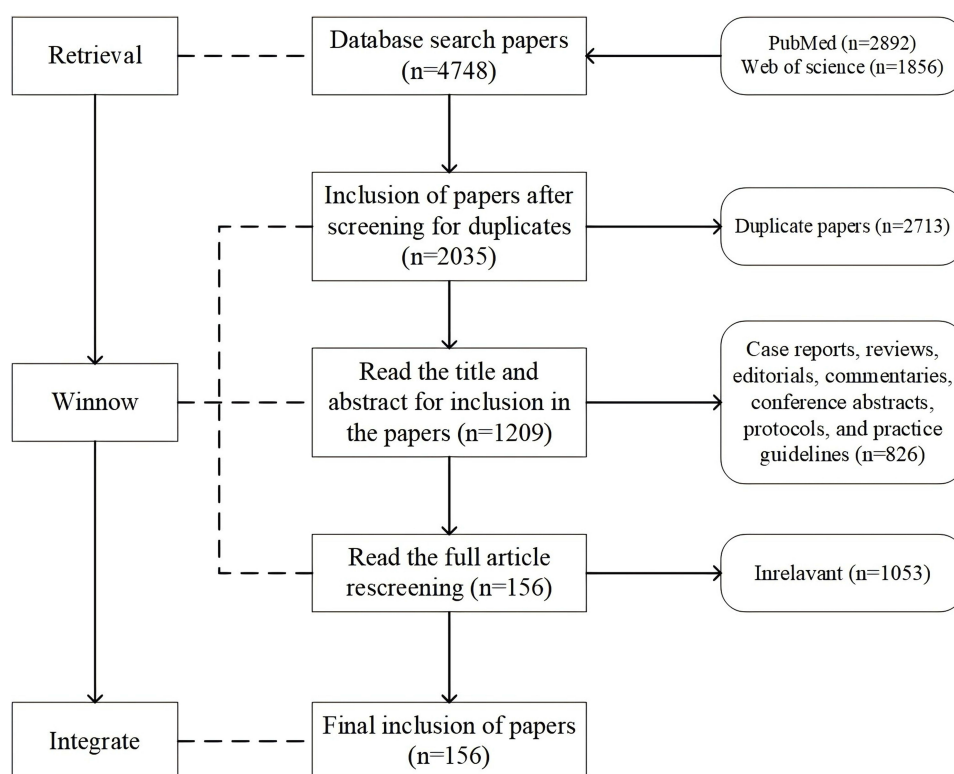 Retrieval
Database search papers
(n=4748)
PubMed (n=2892)
Web of science (n=1856)
Inclusion of papers after
screening for duplicates
(n=2035)
Duplicate papers (n=2713)
Winnow
Read the title and
abstract for inclusion in
the papers (n=1209)
Case reports, reviews,
editorials, commentaries,
conference abstracts,
protocols, and practice
guidelines (n=826)
Read the full article
rescreening (n=156)
Inrelavant (n=1053)
Integrate
Final inclusion of papers
(n=156)